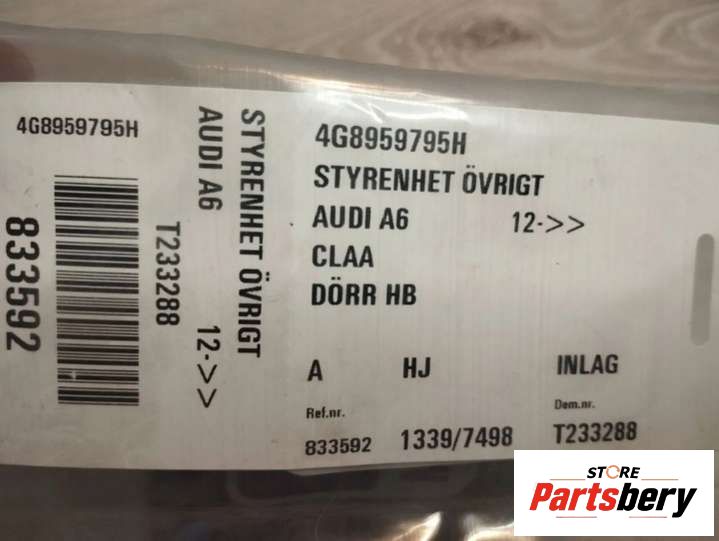 4G8959795H
833592
T233288
AUDI A6 12->>
STYRENHET ÖVRIGT
4G8959795H
STYRENHET ÖVRIGT
AUDI A6 12->>
CLAA
DÖRR HB
A HJ INLAG
Ref.nr. Dem.nr.
833592 1339/7498 T233288
STORE
Partsbery